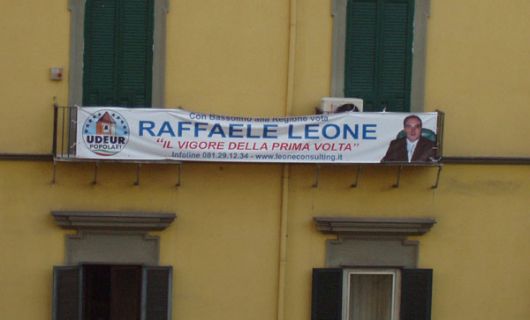 Con Bassolino alla Regione vota
UDEUR
POPOLARI
RAFFAELE LEONE
"IL VIGORE DELLA PRIMA VOLTA"
Infoline 081.29.12.34 - www.leoneconsulting.it